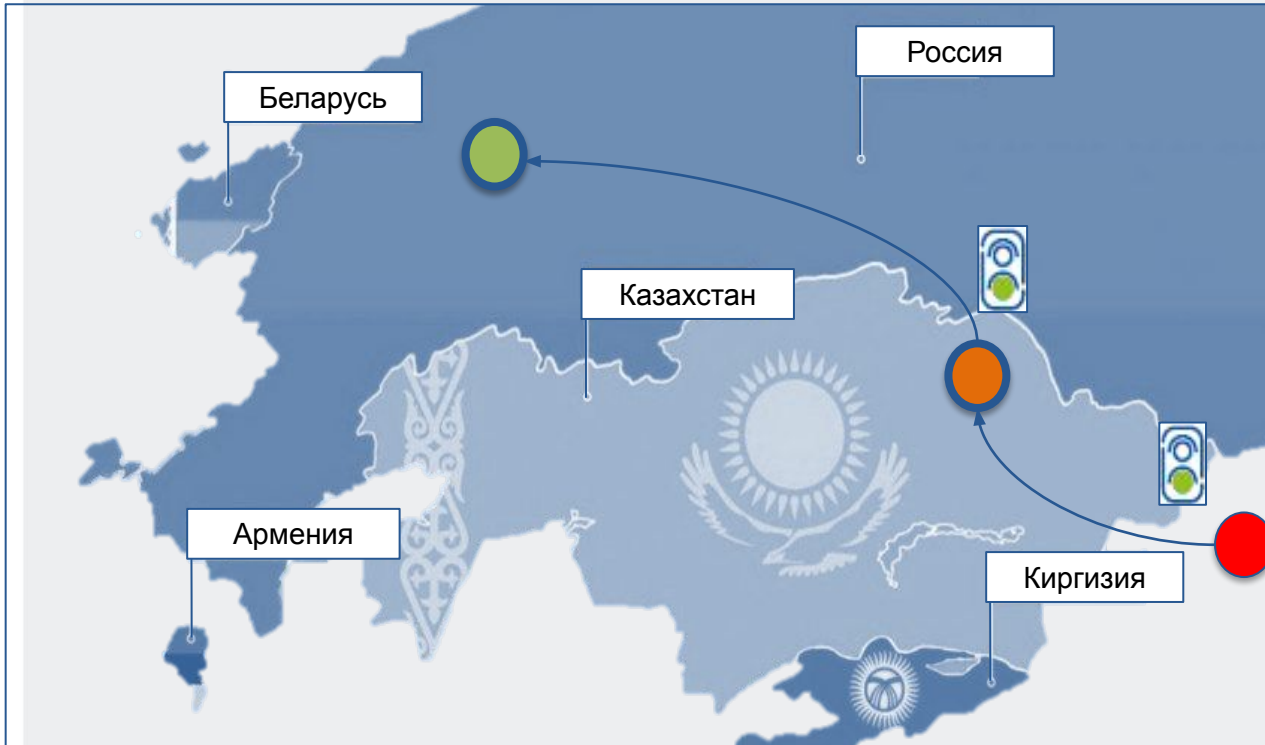 Россия
Беларусь
Казахстан
Армения
Киргизия